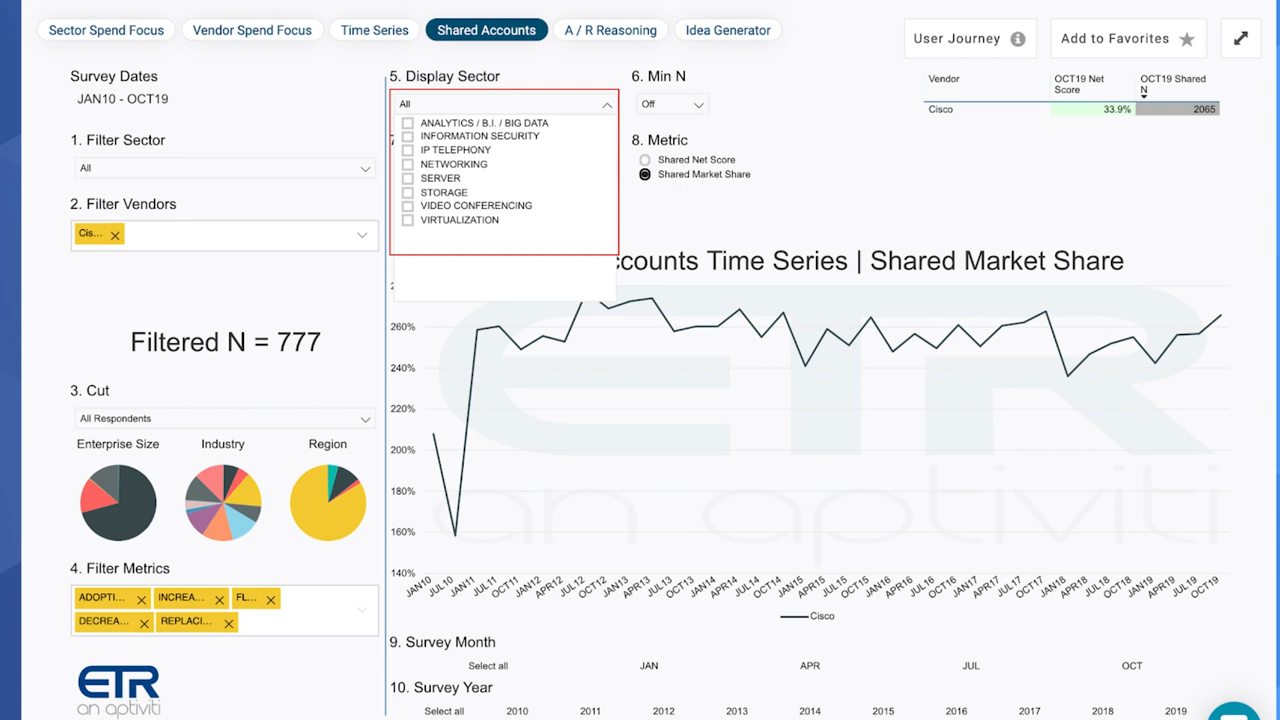 Sector Spend Focus
Vendor Spend Focus
Time Series
Shared Accounts
A / R Reasoning
Idea Generator
User Journey
Add to Favorites
Survey Dates
JAN10 - OCT19
1. Filter Sector
All
2. Filter Vendors
Cis...
Filtered N = 777
3. Cut
All Respondents
Enterprise Size
Industry
Region
4. Filter Metrics
ADOPTI...
INCREA...
FL...
DECREA...
REPLACI...
ETR
an aptiviti
5. Display Sector
All
ANALYTICS / B.I. / BIG DATA
INFORMATION SECURITY
IP TELEPHONY
NETWORKING
SERVER
STORAGE
VIDEO CONFERENCING
VIRTUALIZATION
6. Min N
Off
8. Metric
Shared Net Score
Shared Market Share
Vendor
OCT19 Net Score
OCT19 Shared N
Cisco
33.9%
2065
counts Time Series | Shared Market Share
260%
240%
220%
200%
180%
160%
140%
ETR
an aptiviti
JAN10
JUL10
JAN11
JUL11
OCT11
JAN12
APR12
JUL12
OCT12
JAN13
APR13
JUL13
OCT13
JAN14
APR14
JUL14
OCT14
JAN15
APR15
JUL15
OCT15
JAN16
APR16
JUL16
OCT16
JAN17
APR17
JUL17
OCT17
JAN18
APR18
JUL18
OCT18
JAN19
APR19
JUL19
OCT19
Cisco
9. Survey Month
Select all
JAN
APR
JUL
OCT
10. Survey Year
Select all
2010
2011
2012
2013
2014
2015
2016
2017
2018
2019